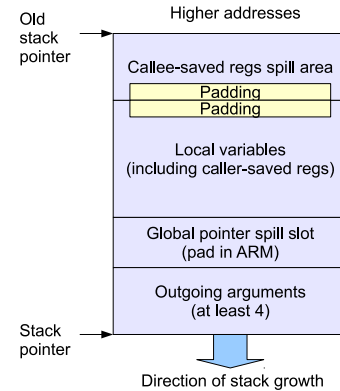 Higher addresses
Old
stack
pointer
Callee-saved regs spill area
Padding
Padding
Local variables
(including caller-saved regs)
Global pointer spill slot
(pad in ARM)
Outgoing arguments
(at least 4)
Stack
pointer
Direction of stack growth